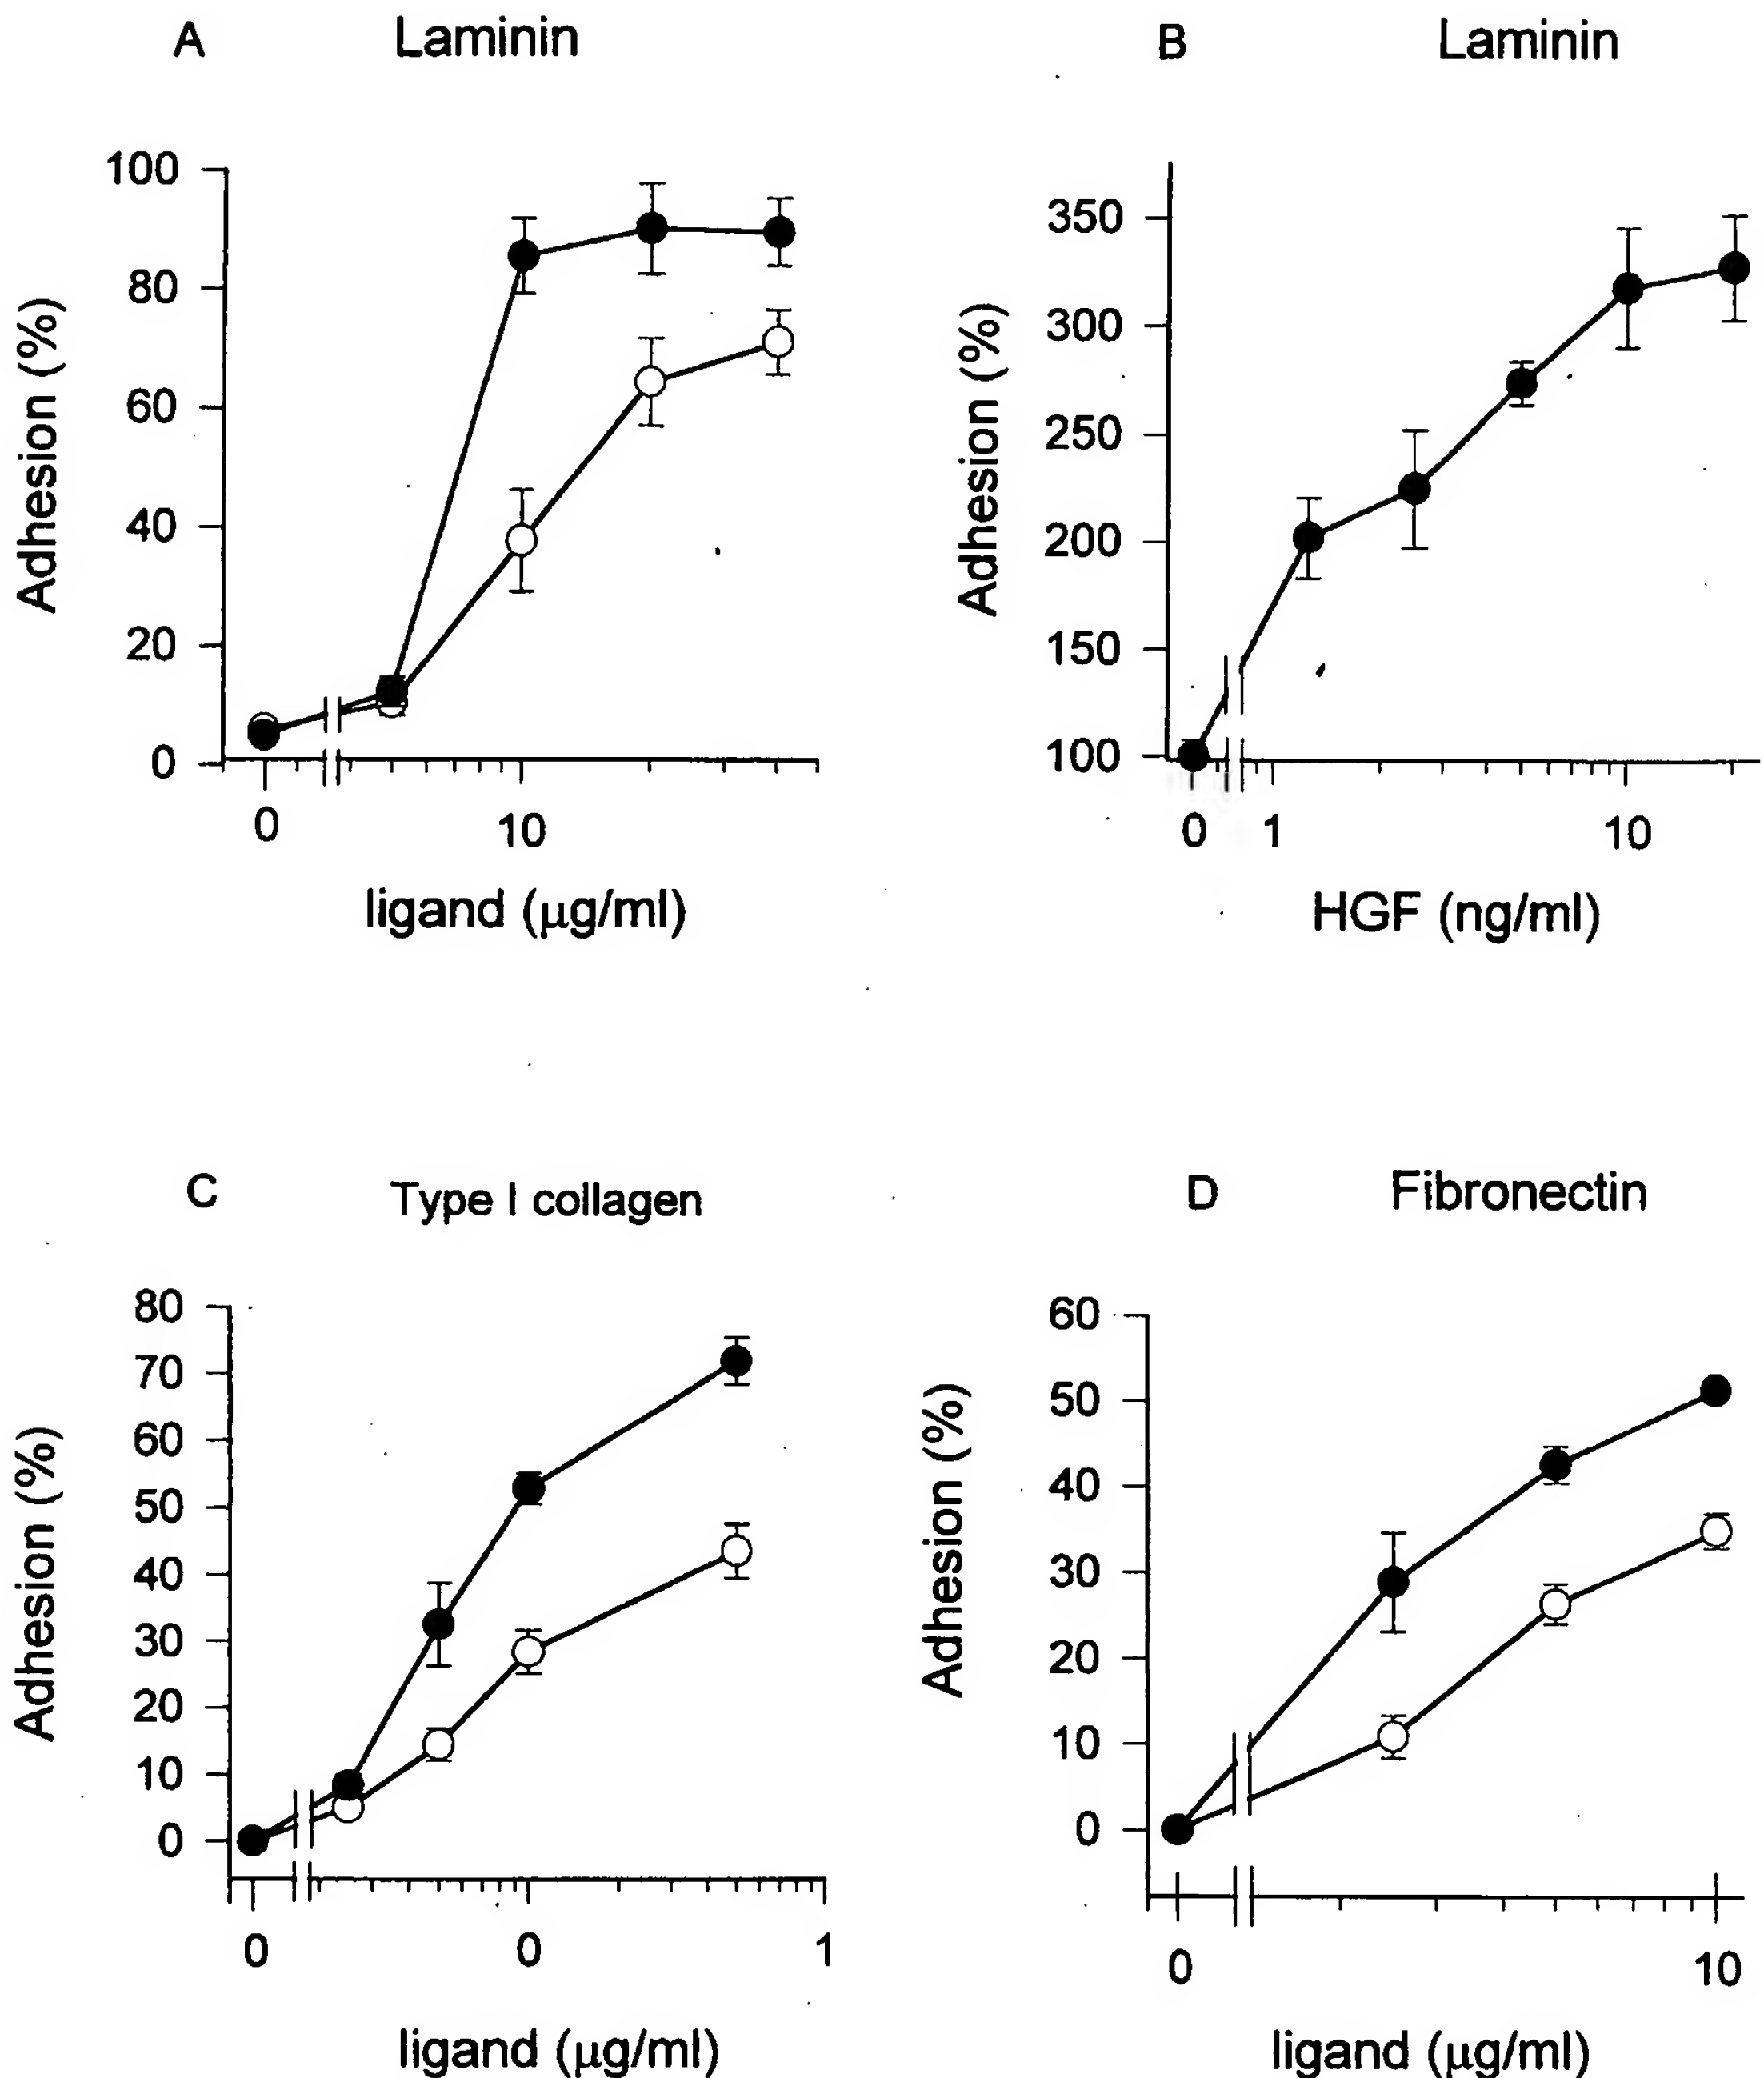 A Laminin
100
80
60
40
20
0
Adhesion (%)
0 10
ligand (μg/ml)
B Laminin
350
300
250
200
150
100
Adhesion (%)
0 1 10
HGF (ng/ml)
C Type I collagen
80
70
60
50
40
30
20
10
0
Adhesion (%)
0 0 1
ligand (μg/ml)
D Fibronectin
60
50
40
30
20
10
0
Adhesion (%)
0 10
ligand (μg/ml)